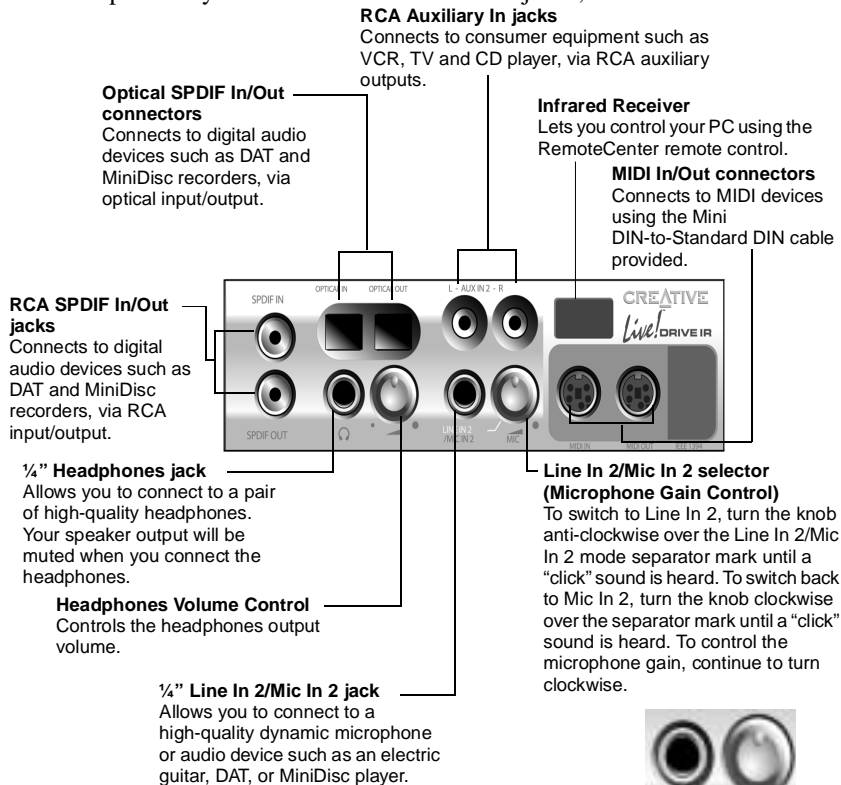 RCA Auxiliary In jacks
Connects to consumer equipment such as
VCR, TV and CD player, via RCA auxiliary
outputs.
Optical SPDIF In/Out
connectors
Connects to digital audio
devices such as DAT and
MiniDisc recorders, via
optical input/output.
Infrared Receiver
Lets you control your PC using the
RemoteCenter remote control.
MIDI In/Out connectors
Connects to MIDI devices
using the Mini
DIN-to-Standard DIN cable
provided.
RCA SPDIF In/Out
jacks
Connects to digital
audio devices such as
DAT and MiniDisc
recorders, via RCA
input/output.
SPDIF IN
OPTICAL IN
OPTICAL OUT
L - AUX IN 2 - R
CREATIVE
Live! DRIVE IR
SPDIF OUT
LINE IN 2
/MIC IN 2
MIC
MIDI IN
MIDI OUT
IEEE 1394
¼” Headphones jack
Allows you to connect to a pair
of high-quality headphones.
Your speaker output will be
muted when you connect the
headphones.
Headphones Volume Control
Controls the headphones output
volume.
¼” Line In 2/Mic In 2 jack
Allows you to connect to a
high-quality dynamic microphone
or audio device such as an electric
guitar, DAT, or MiniDisc player.
Line In 2/Mic In 2 selector
(Microphone Gain Control)
To switch to Line In 2, turn the knob
anti-clockwise over the Line In 2/Mic
In 2 mode separator mark until a
“click” sound is heard. To switch back
to Mic In 2, turn the knob clockwise
over the separator mark until a “click”
sound is heard. To control the
microphone gain, continue to turn
clockwise.